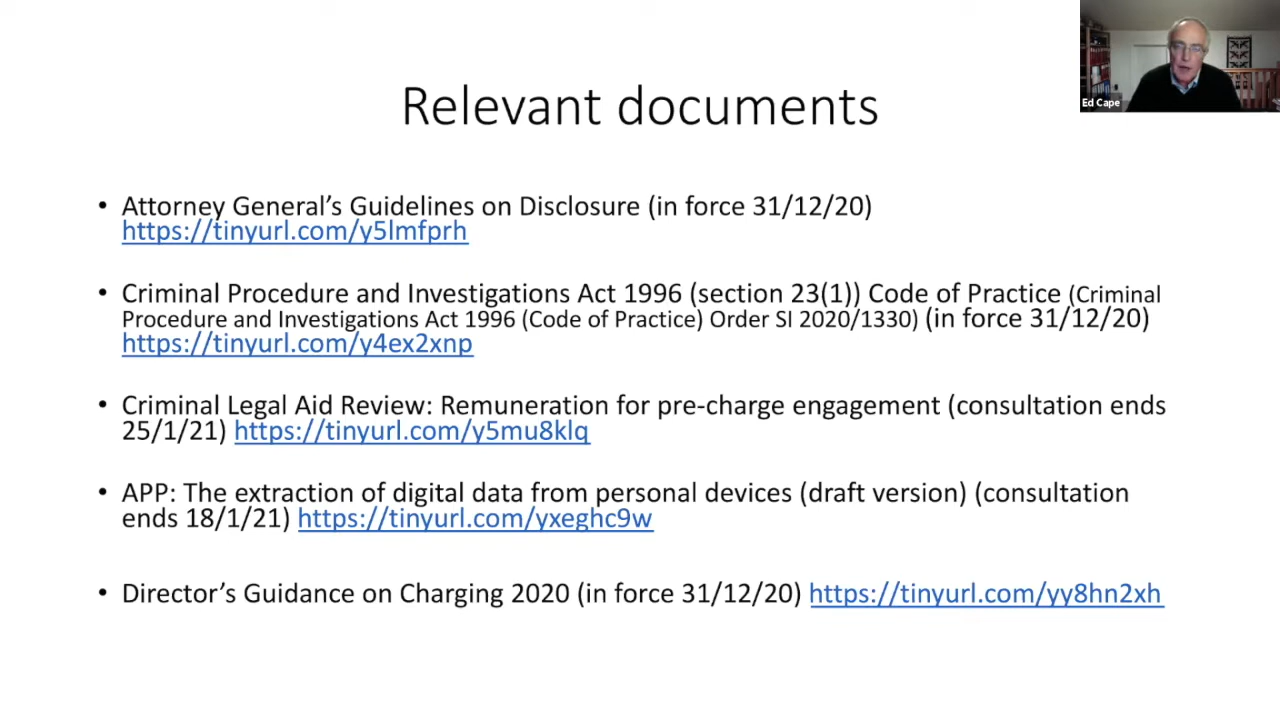 Relevant documents
Ed Cape
• Attorney General’s Guidelines on Disclosure (in force 31/12/20)
https://tinyurl.com/y5lmfprh
• Criminal Procedure and Investigations Act 1996 (section 23(1)) Code of Practice (Criminal
Procedure and Investigations Act 1996 (Code of Practice) Order SI 2020/1330) (in force 31/12/20)
https://tinyurl.com/y4ex2xnp
• Criminal Legal Aid Review: Remuneration for pre-charge engagement (consultation ends
25/1/21) https://tinyurl.com/y5mu8klq
• APP: The extraction of digital data from personal devices (draft version) (consultation
ends 18/1/21) https://tinyurl.com/yxeghc9w
• Director’s Guidance on Charging 2020 (in force 31/12/20) https://tinyurl.com/yy8hn2xh